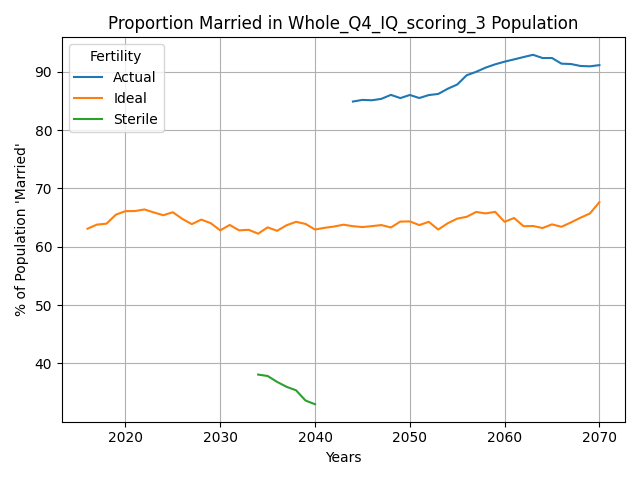 Proportion Married in Whole_Q4_IQ_scoring_3 Population
Fertility
Actual
Ideal
Sterile
% of Population 'Married'
90
80
70
60
50
40
2020
2030
2040
2050
2060
2070
Years